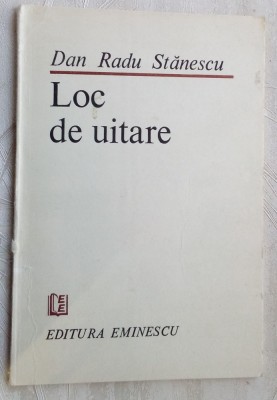 Dan Radu Stănescu
Loc
de uitare
EDITURA EMINESCU